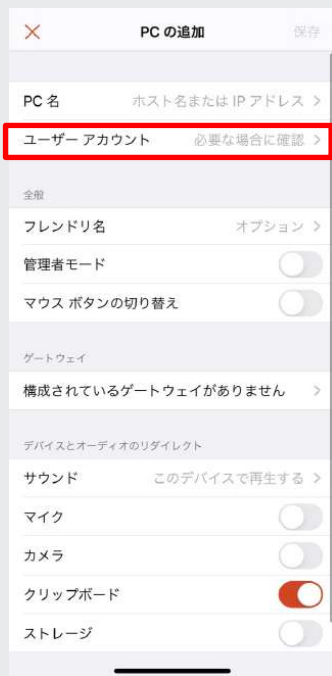 PC の追加
保存
PC 名
ホスト名または IP アドレス
ユーザー アカウント
必要な場合に確認
全般
フレンドリ名
オプション
管理者モード
マウス ボタンの切り替え
ゲートウェイ
構成されているゲートウェイがありません
デバイスとオーディオのリダイレクト
サウンド
このデバイスで再生する
マイク
カメラ
クリップボード
ストレージ